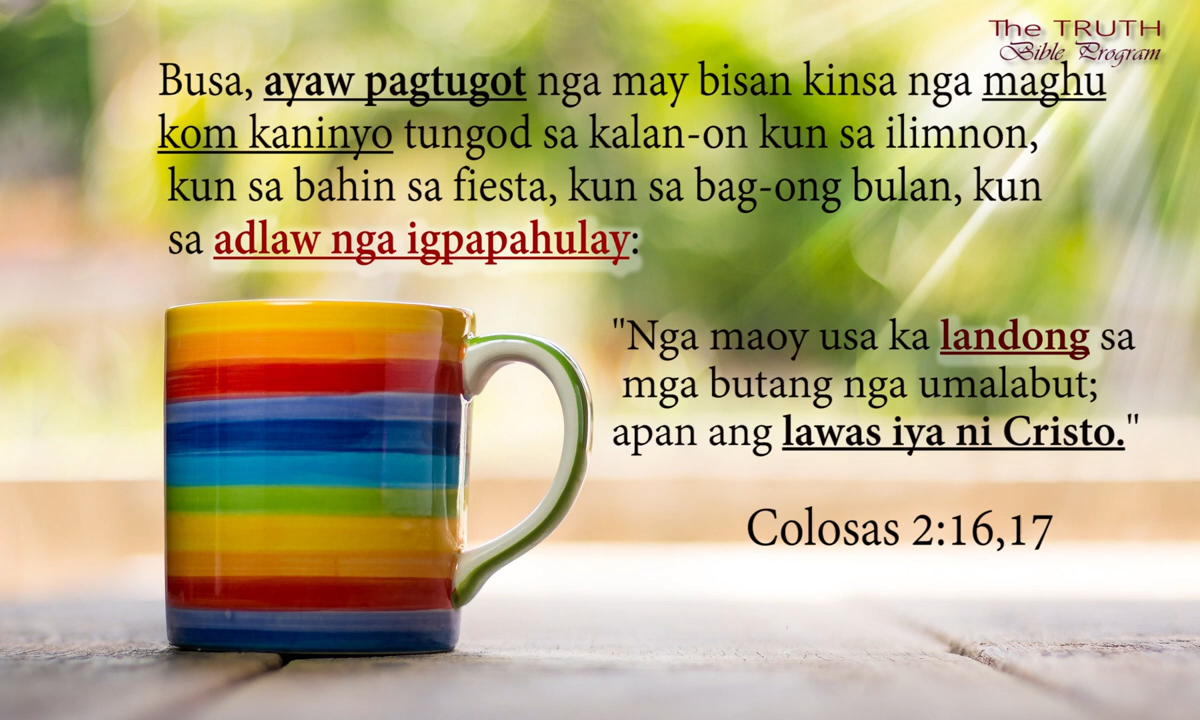 The TRUTH
Bible Program
Busa, ayaw pagtugot nga may bisan kinsa nga maghu
kom kaninyo tungod sa kalan-on kun sa ilimnon,
kun sa bahin sa fiesta, kun sa bag-ong bulan, kun
sa adlaw nga igpapahulay:
"Nga maoy usa ka landong sa
mga butang nga umalabut;
apan ang lawas iya ni Cristo."
Colosas 2:16,17